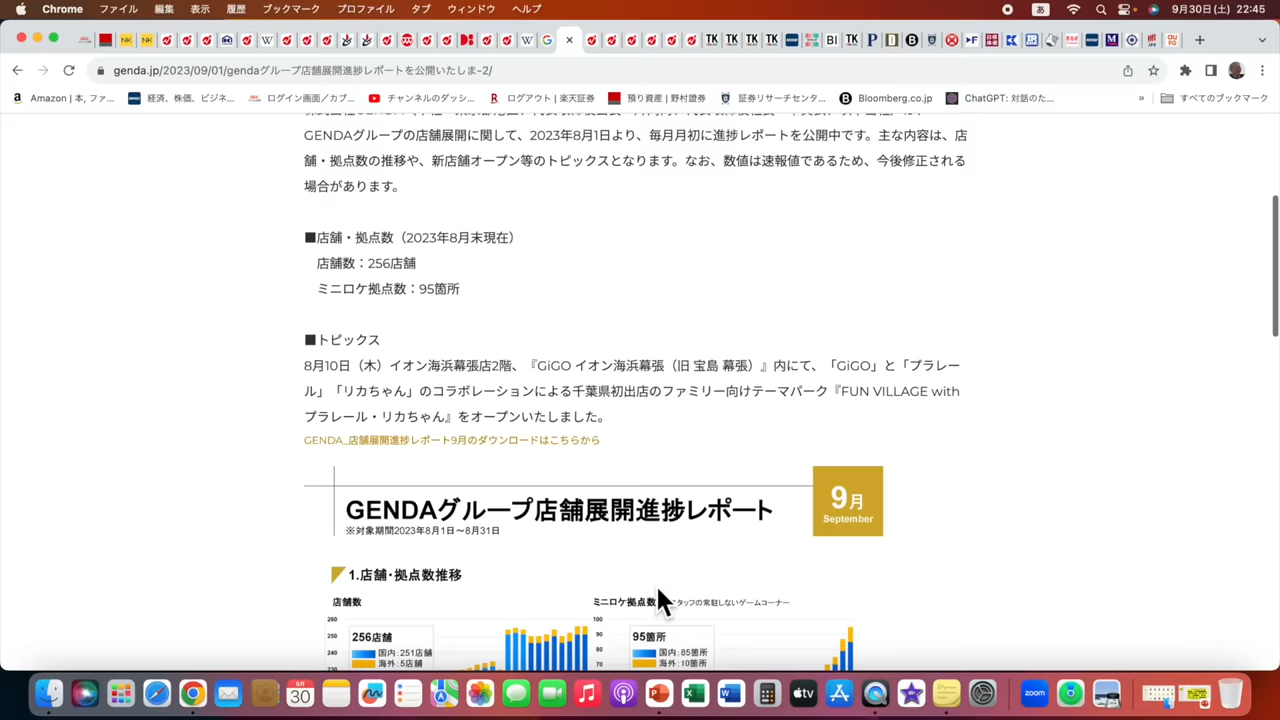 Chrome ファイル 編集 表示 履歴 ブックマーク プロファイル タブ ウィンドウ ヘルプ
あ 9月30日(土) 22:45
genda.jp/2023/09/01/gendaグループ店舗展開進捗レポートを公開いたしま-2/
Amazon | 本, ファ... 経済、株価、ビジネ... ログイン画面／カブ... チャンネルのダッシ... ログアウト | 楽天証券 預り資産 | 野村證券 証券リサーチセンタ... Bloomberg.co.jp ChatGPT: 対話のた... » すべてのブックマーク
GENDAグループの店舗展開に関して、2023年8月1日より、毎月月初に進捗レポートを公開中です。主な内容は、店
舗・拠点数の推移や、新店舗オープン等のトピックスとなります。なお、数値は速報値であるため、今後修正される
場合があります。
■店舗・拠点数（2023年8月末現在）
店舗数：256店舗
ミニロケ拠点数：95箇所
■トピックス
8月10日（木）イオン海浜幕張店2階、『GiGO イオン海浜幕張（旧 宝島 幕張）』内にて、「GiGO」と「プラレー
ル」「リカちゃん」のコラボレーションによる千葉県初出店のファミリー向けテーマパーク『FUN VILLAGE with
プラレール・リカちゃん』をオープンいたしました。
GENDA_店舗展開進捗レポート9月のダウンロードはこちらから
GENDAグループ店舗展開進捗レポート
9月
September
※対象期間2023年8月1日〜8月31日
1.店舗・拠点数推移
店舗数
260
250
240
256店舗
国内：251店舗
海外：5店舗
ミニロケ拠点数
タッフの常駐しないゲームコーナー
100
90
80
70
95箇所
国内：85箇所
海外：10箇所